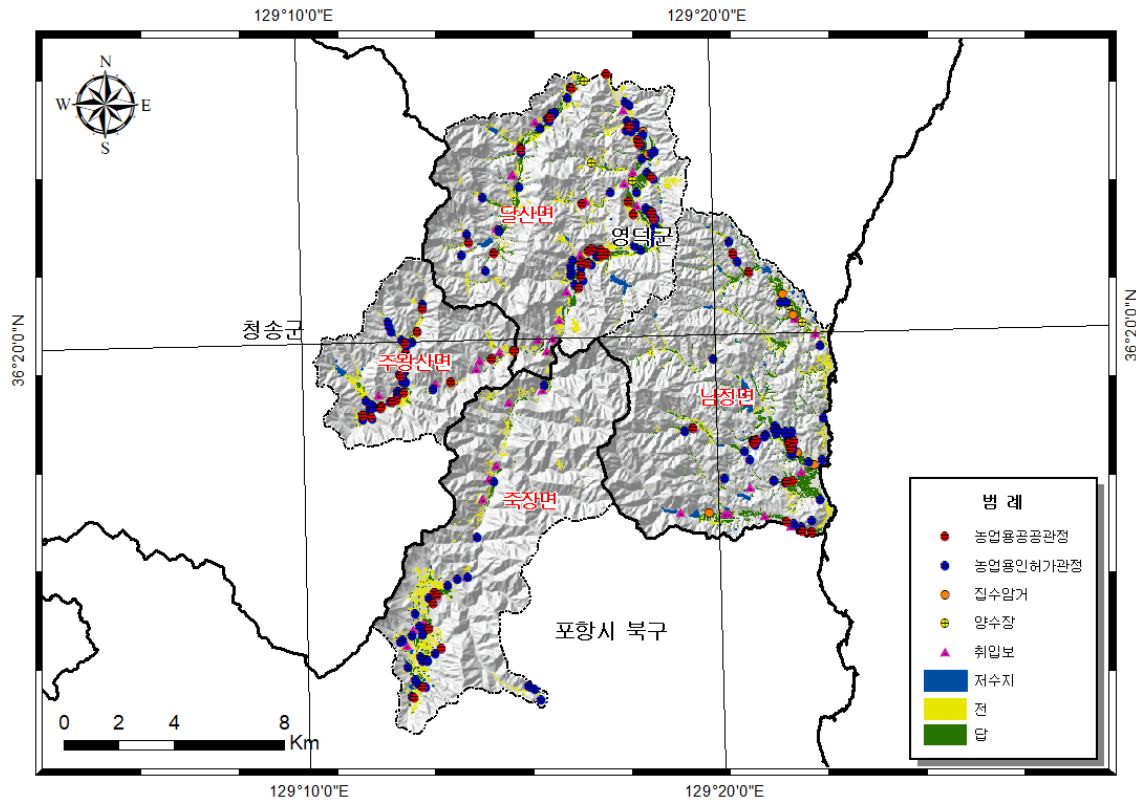 129°10'0"E
129°20'0"E
N
W
E
S
달산면
영덕군
청송군
36°20'0"N
36°20'0"N
주왕산면
남정면
죽장면
포항시 북구
범 례
농업용공공관정
농업용인허가관정
집수암거
양수장
취입보
저수지
전
답
0 2 4 8
Km
129°10'0"E
129°20'0"E